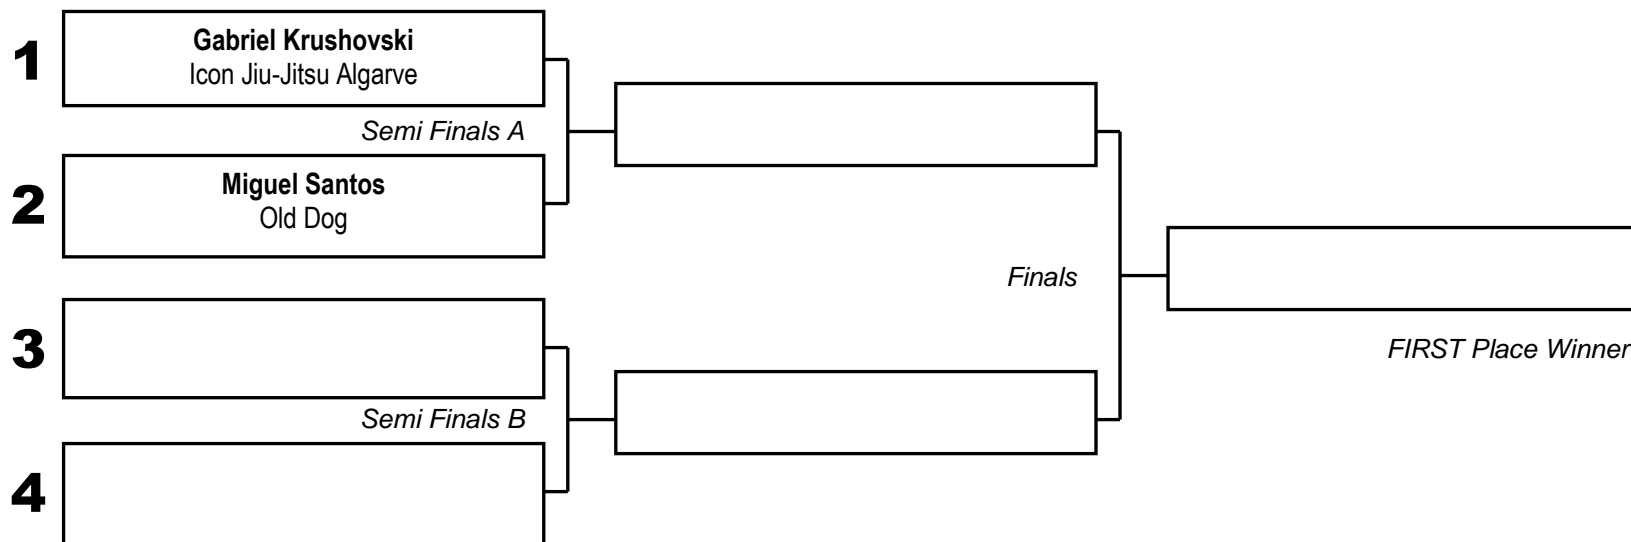 1
Gabriel Krushovski
Icon Jiu-Jitsu Algarve
Semi Finals A
2
Miguel Santos
Old Dog
Finals
3
FIRST Place Winner
Semi Finals B
4